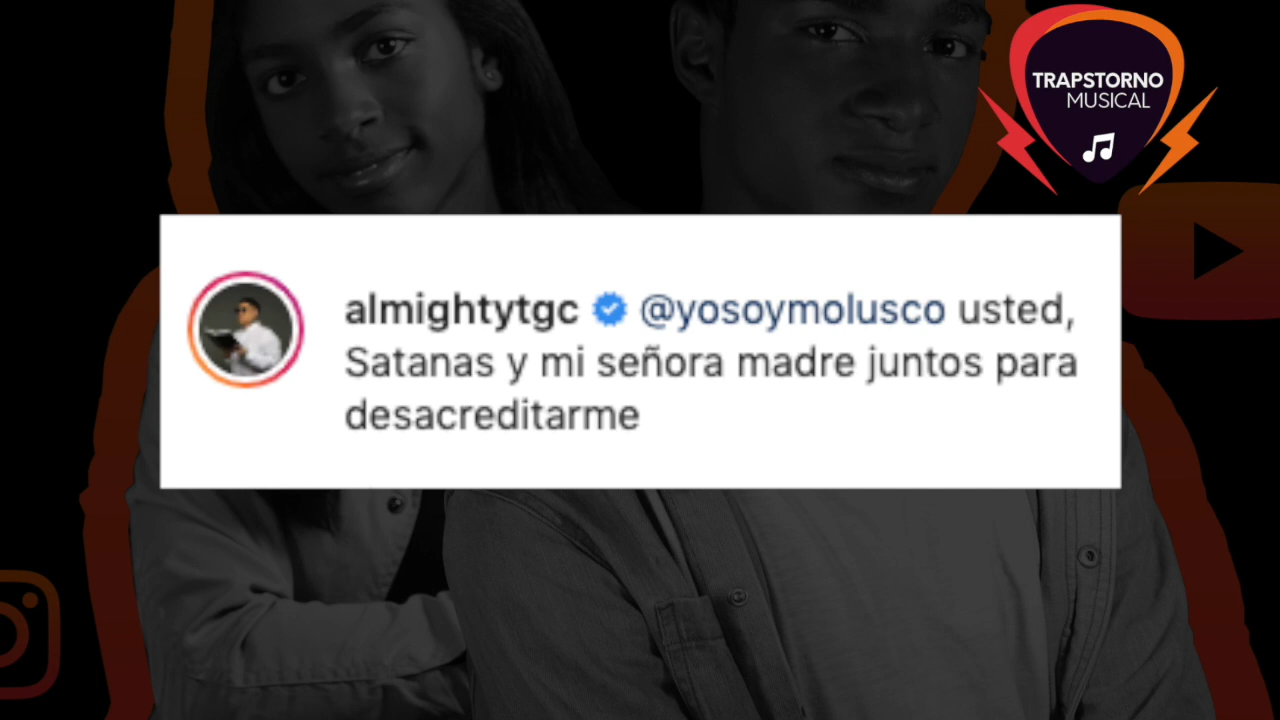 TRAPSTORNO
MUSICAL
almightytgc @yosoymolusco usted,
Satanas y mi señora madre juntos para
desacreditarme